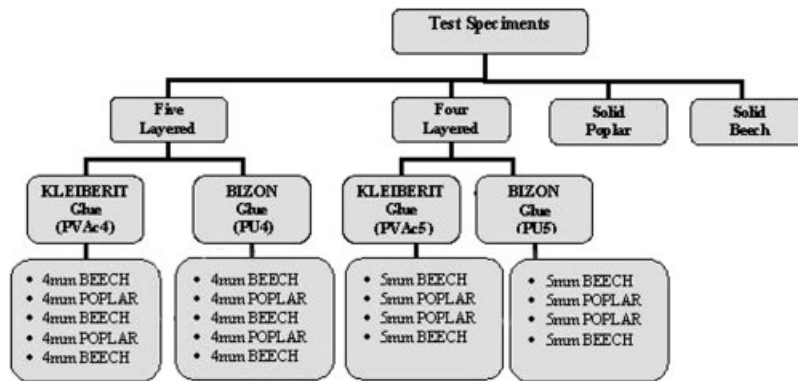 Test Speciments
Five
Layered
Four
Layered
Solid
Poplar
Solid
Beech
KLEIBERIT
Glue
(PVAc4)
BIZON
Glue
(PU4)
KLEIBERIT
Glue
(PVAc5)
BIZON
Glue
(PU5)
• 4mm BEECH
• 4mm POPLAR
• 4mm BEECH
• 4mm POPLAR
• 4mm BEECH
• 4mm BEECH
• 4mm POPLAR
• 4mm BEECH
• 4mm POPLAR
• 4mm BEECH
• 5mm BEECH
• 5mm POPLAR
• 5mm POPLAR
• 5mm BEECH
• 5mm BEECH
• 5mm POPLAR
• 5mm POPLAR
• 5mm BEECH